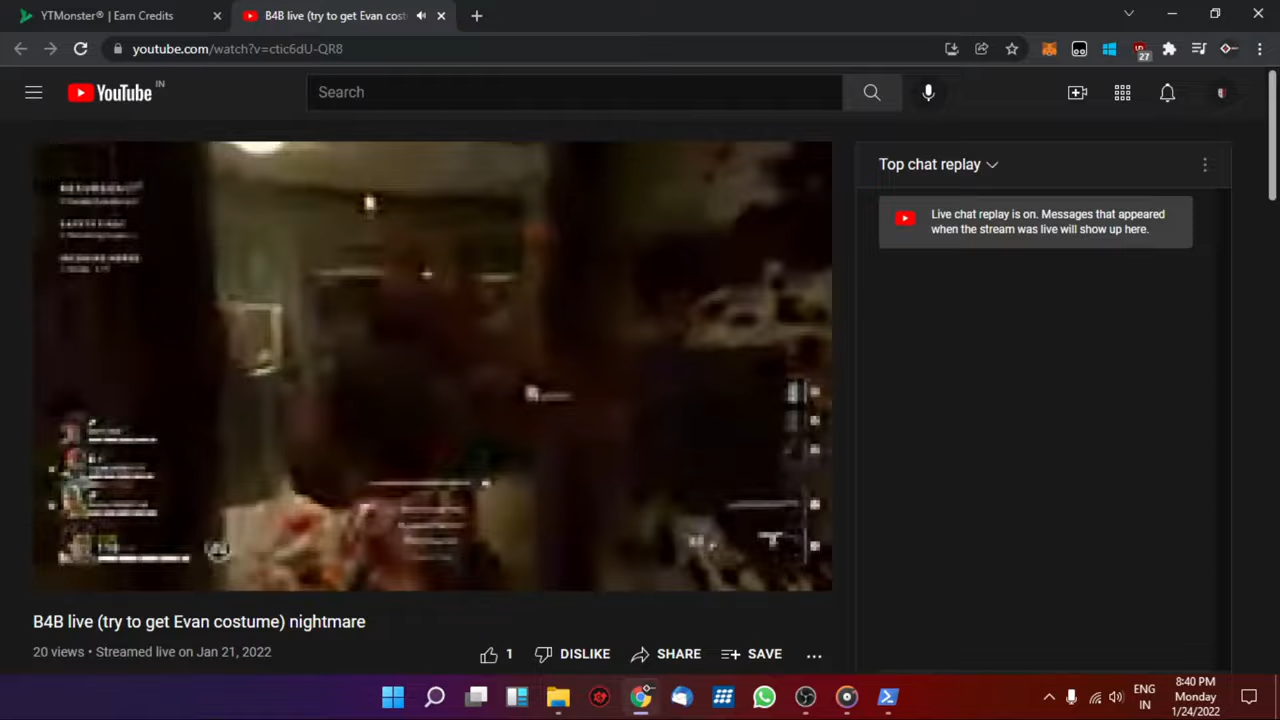 YTMonster® | Earn Credits
B4B live (try to get Evan cost
youtube.com/watch?v=ctic6dU-QR8
27
YouTube IN
Search
Top chat replay
Live chat replay is on. Messages that appeared
when the stream was live will show up here.
B4B live (try to get Evan costume) nightmare
20 views • Streamed live on Jan 21, 2022
1 DISLIKE SHARE SAVE
ENG
IN
8:40 PM
Monday
1/24/2022